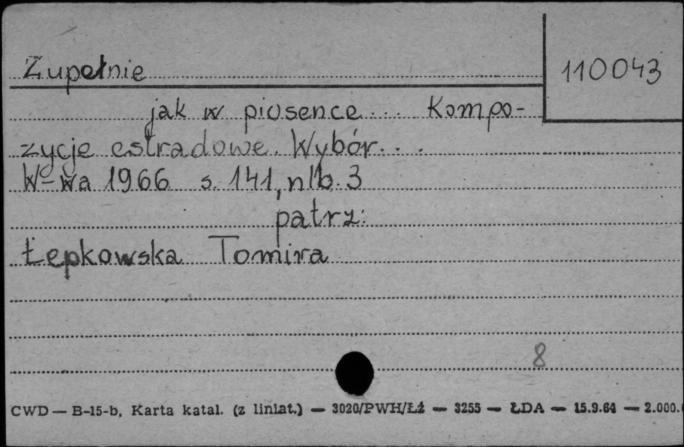 Zupełnie
110043
jak w piosence... Kompo-
zycje estradowe. Wybór...
W-wa 1966 s. 141, nlb. 3
patrz:
Łepkowska Tomira
8
CWD — B-15-b, Karta katal. (z liniat.) — 3020/PWH/Łź — 3255 — ŁDA — 15.9.64 — 2.000.